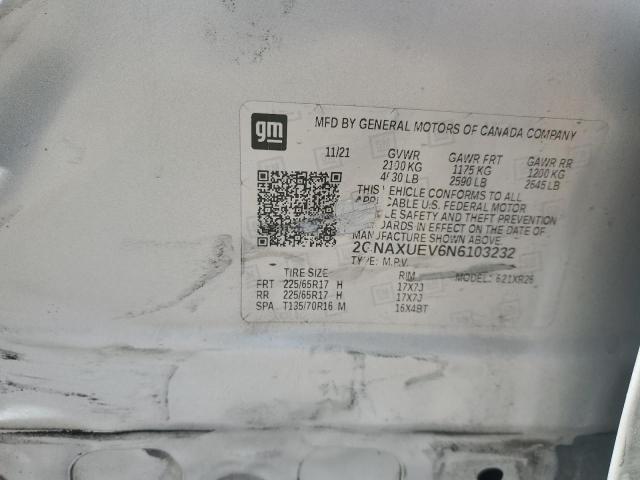 gm
MFD BY GENERAL MOTORS OF CANADA COMPANY
11/21 GVWR GAWR FRT GAWR RR
2100 KG 1175 KG 1200 KG
4630 LB 2590 LB 2645 LB
THIS VEHICLE CONFORMS TO ALL
APPLICABLE U.S. FEDERAL MOTOR
SAFETY AND THEFT PREVENTION
IN EFFECT ON THE DATE OF
MANUFACTURE SHOWN ABOVE.
2GNAXUEV6N6103232
TYPE: M.P.V.
TIRE SIZE RIM MODEL: 621XR26
FRT 225/65R17 H 17X7J
RR 225/65R17 H 17X7J
SPA T135/70R16 M 16X4BT